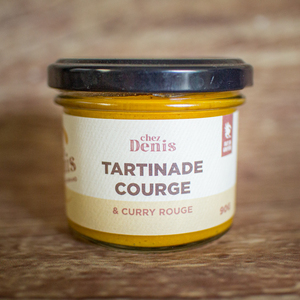 chez
Denis
TARTINADE
COURGE
& CURRY ROUGE
90g